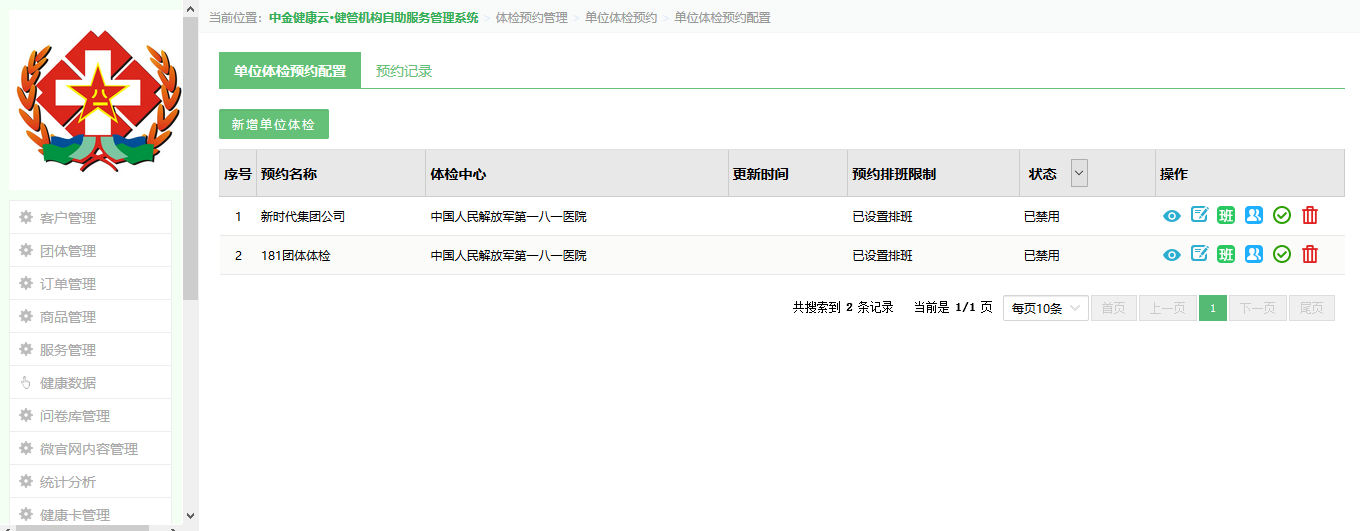 当前位置：中金健康云•健管机构自助服务管理系统 > 体检预约管理 > 单位体检预约 > 单位体检预约配置
八一
客户管理
团体管理
订单管理
商品管理
服务管理
健康数据
问卷库管理
微官网内容管理
统计分析
健康卡管理
单位体检预约配置 预约记录
新增单位体检
序号 预约名称 体检中心 更新时间 预约排班限制 状态 操作
1 新时代集团公司 中国人民解放军第一八一医院 已设置排班 已禁用 班
2 181团体体检 中国人民解放军第一八一医院 已设置排班 已禁用 班
共搜索到 2 条记录 当前是 1/1 页 每页10条 首页 上一页 1 下一页 尾页